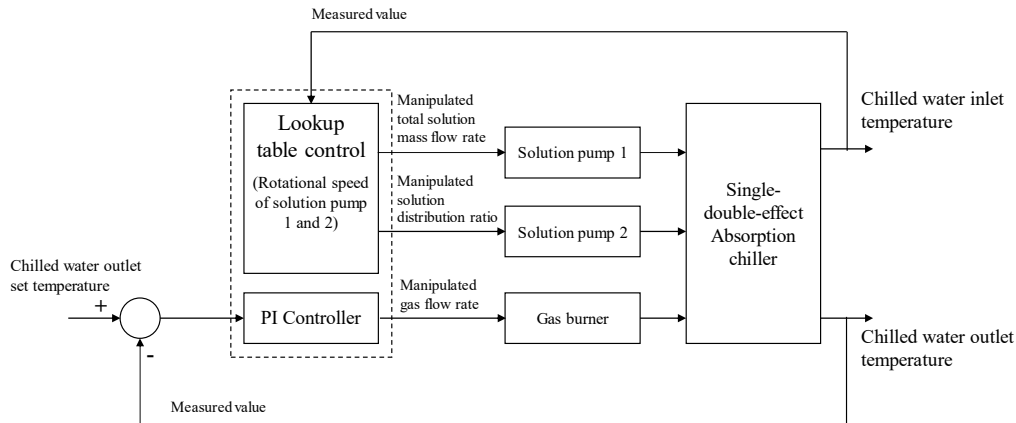 Measured value
Chilled water inlet
temperature
Lookup
table control
(Rotational speed
of solution pump
1 and 2)
Manipulated
total solution
mass flow rate
Solution pump 1
Manipulated
solution
distribution ratio
Solution pump 2
Single-
double-effect
Absorption
chiller
Chilled water outlet
set temperature
+
-
PI Controller
Manipulated
gas flow rate
Gas burner
Chilled water outlet
temperature
Measured value